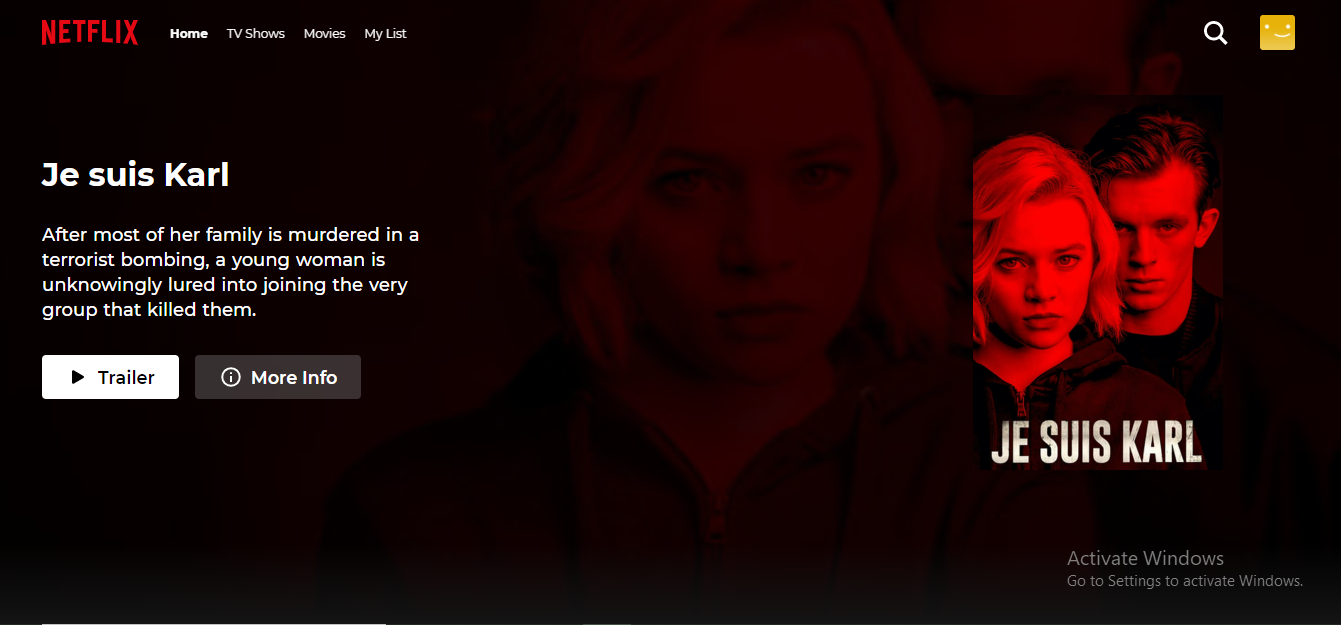 NETFLIX
Home
TV Shows
Movies
My List
Je suis Karl
After most of her family is murdered in a
terrorist bombing, a young woman is
unknowingly lured into joining the very
group that killed them.
Trailer
More Info
JE SUIS KARL
Activate Windows
Go to Settings to activate Windows.